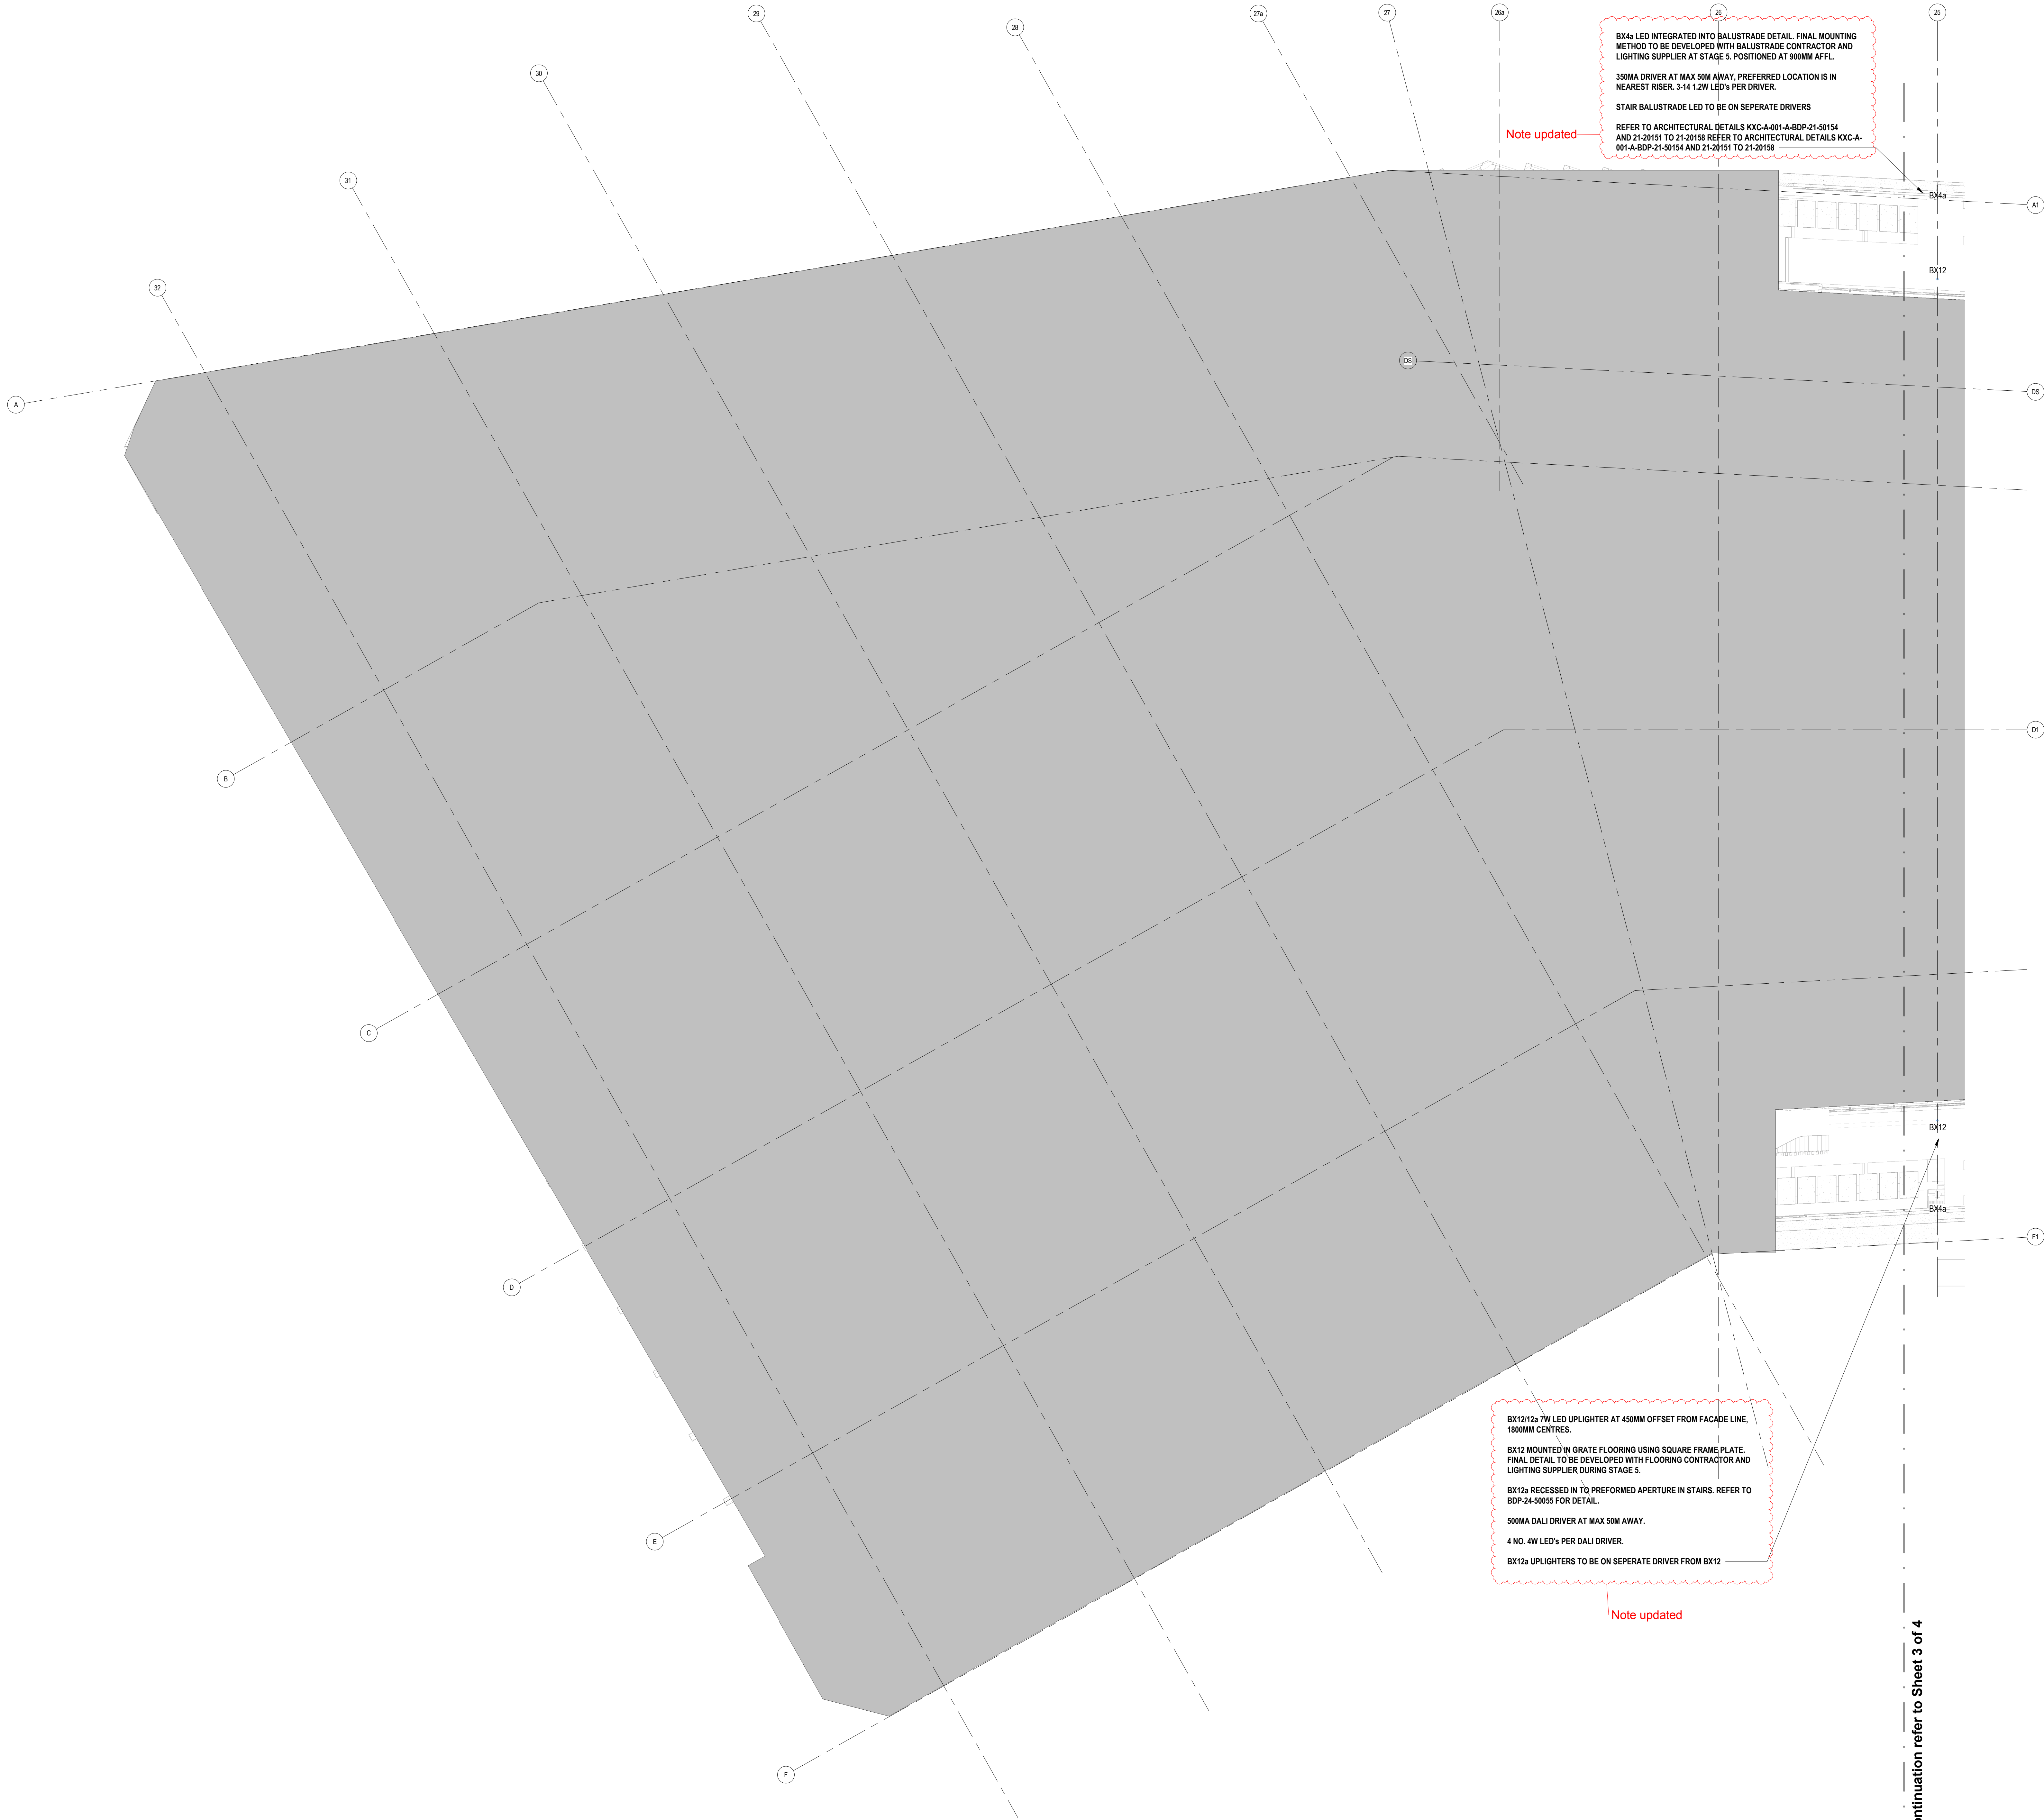 29
28
27a
27
26a
26
25
30
31
32
BX4a LED INTEGRATED INTO BALUSTRADE DETAIL. FINAL MOUNTING
METHOD TO BE DEVELOPED WITH BALUSTRADE CONTRACTOR AND
LIGHTING SUPPLIER AT STAGE 5. POSITIONED AT 900MM AFFL.
350MA DRIVER AT MAX 50M AWAY, PREFERRED LOCATION IS IN
NEAREST RISER. 3-14 1.2W LED's PER DRIVER.
STAIR BALUSTRADE LED TO BE ON SEPERATE DRIVERS
REFER TO ARCHITECTURAL DETAILS KXC-A-001-A-BDP-21-50154
AND 21-20151 TO 21-20158 REFER TO ARCHITECTURAL DETAILS KXC-A-
001-A-BDP-21-50154 AND 21-20151 TO 21-20158
Note updated
BX4a
A1
BX12
DS
DS
A
D1
B
C
BX12
BX4a
F1
D
BX12/12a 7W LED UPLIGHTER AT 450MM OFFSET FROM FACADE LINE,
1800MM CENTRES.
BX12 MOUNTED IN GRATE FLOORING USING SQUARE FRAME PLATE.
FINAL DETAIL TO BE DEVELOPED WITH FLOORING CONTRACTOR AND
LIGHTING SUPPLIER DURING STAGE 5.
BX12a RECESSED IN TO PREFORMED APERTURE IN STAIRS. REFER TO
BDP-24-50055 FOR DETAIL.
500MA DALI DRIVER AT MAX 50M AWAY.
4 NO. 4W LED's PER DALI DRIVER.
BX12a UPLIGHTERS TO BE ON SEPERATE DRIVER FROM BX12
Note updated
E
F
ontinuation refer to Sheet 3 of 4